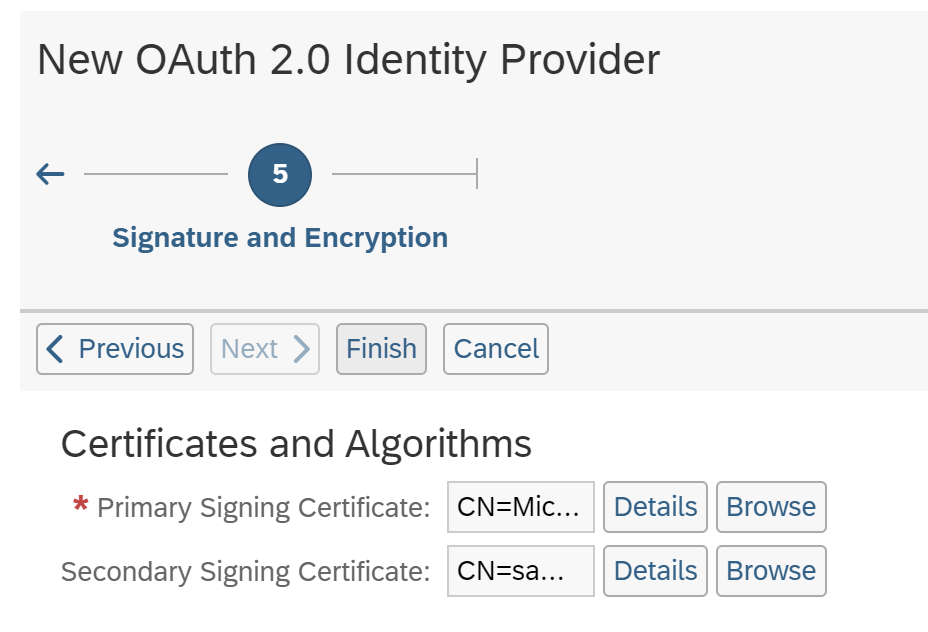 New OAuth 2.0 Identity Provider
5
Signature and Encryption
Previous Next Finish Cancel
Certificates and Algorithms
* Primary Signing Certificate: CN=Mic... Details Browse
Secondary Signing Certificate: CN=sa... Details Browse